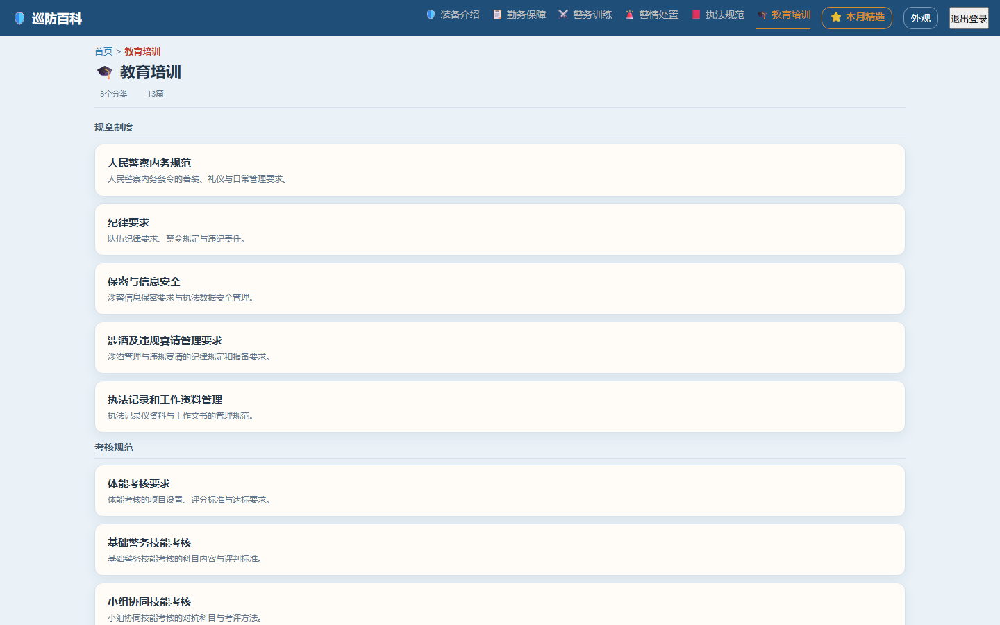 巡防百科
装备介绍
勤务保障
警务训练
警情处置
执法规范
教育培训
本月精选
外观
退出登录
首页 > 教育培训
教育培训
3个分类 13篇
规章制度
人民警察内务规范
人民警察内务条令的着装、礼仪与日常管理要求。
纪律要求
队伍纪律要求、禁令规定与违纪责任。
保密与信息安全
涉警信息保密要求与执法数据安全管理。
涉酒及违规宴请管理要求
涉酒管理与违规宴请的纪律规定和报备要求。
执法记录和工作资料管理
执法记录仪资料与工作文书的管理规范。
考核规范
体能考核要求
体能考核的项目设置、评分标准与达标要求。
基础警务技能考核
基础警务技能考核的科目内容与评判标准。
小组协同技能考核
小组协同技能考核的对抗科目与考评方法。